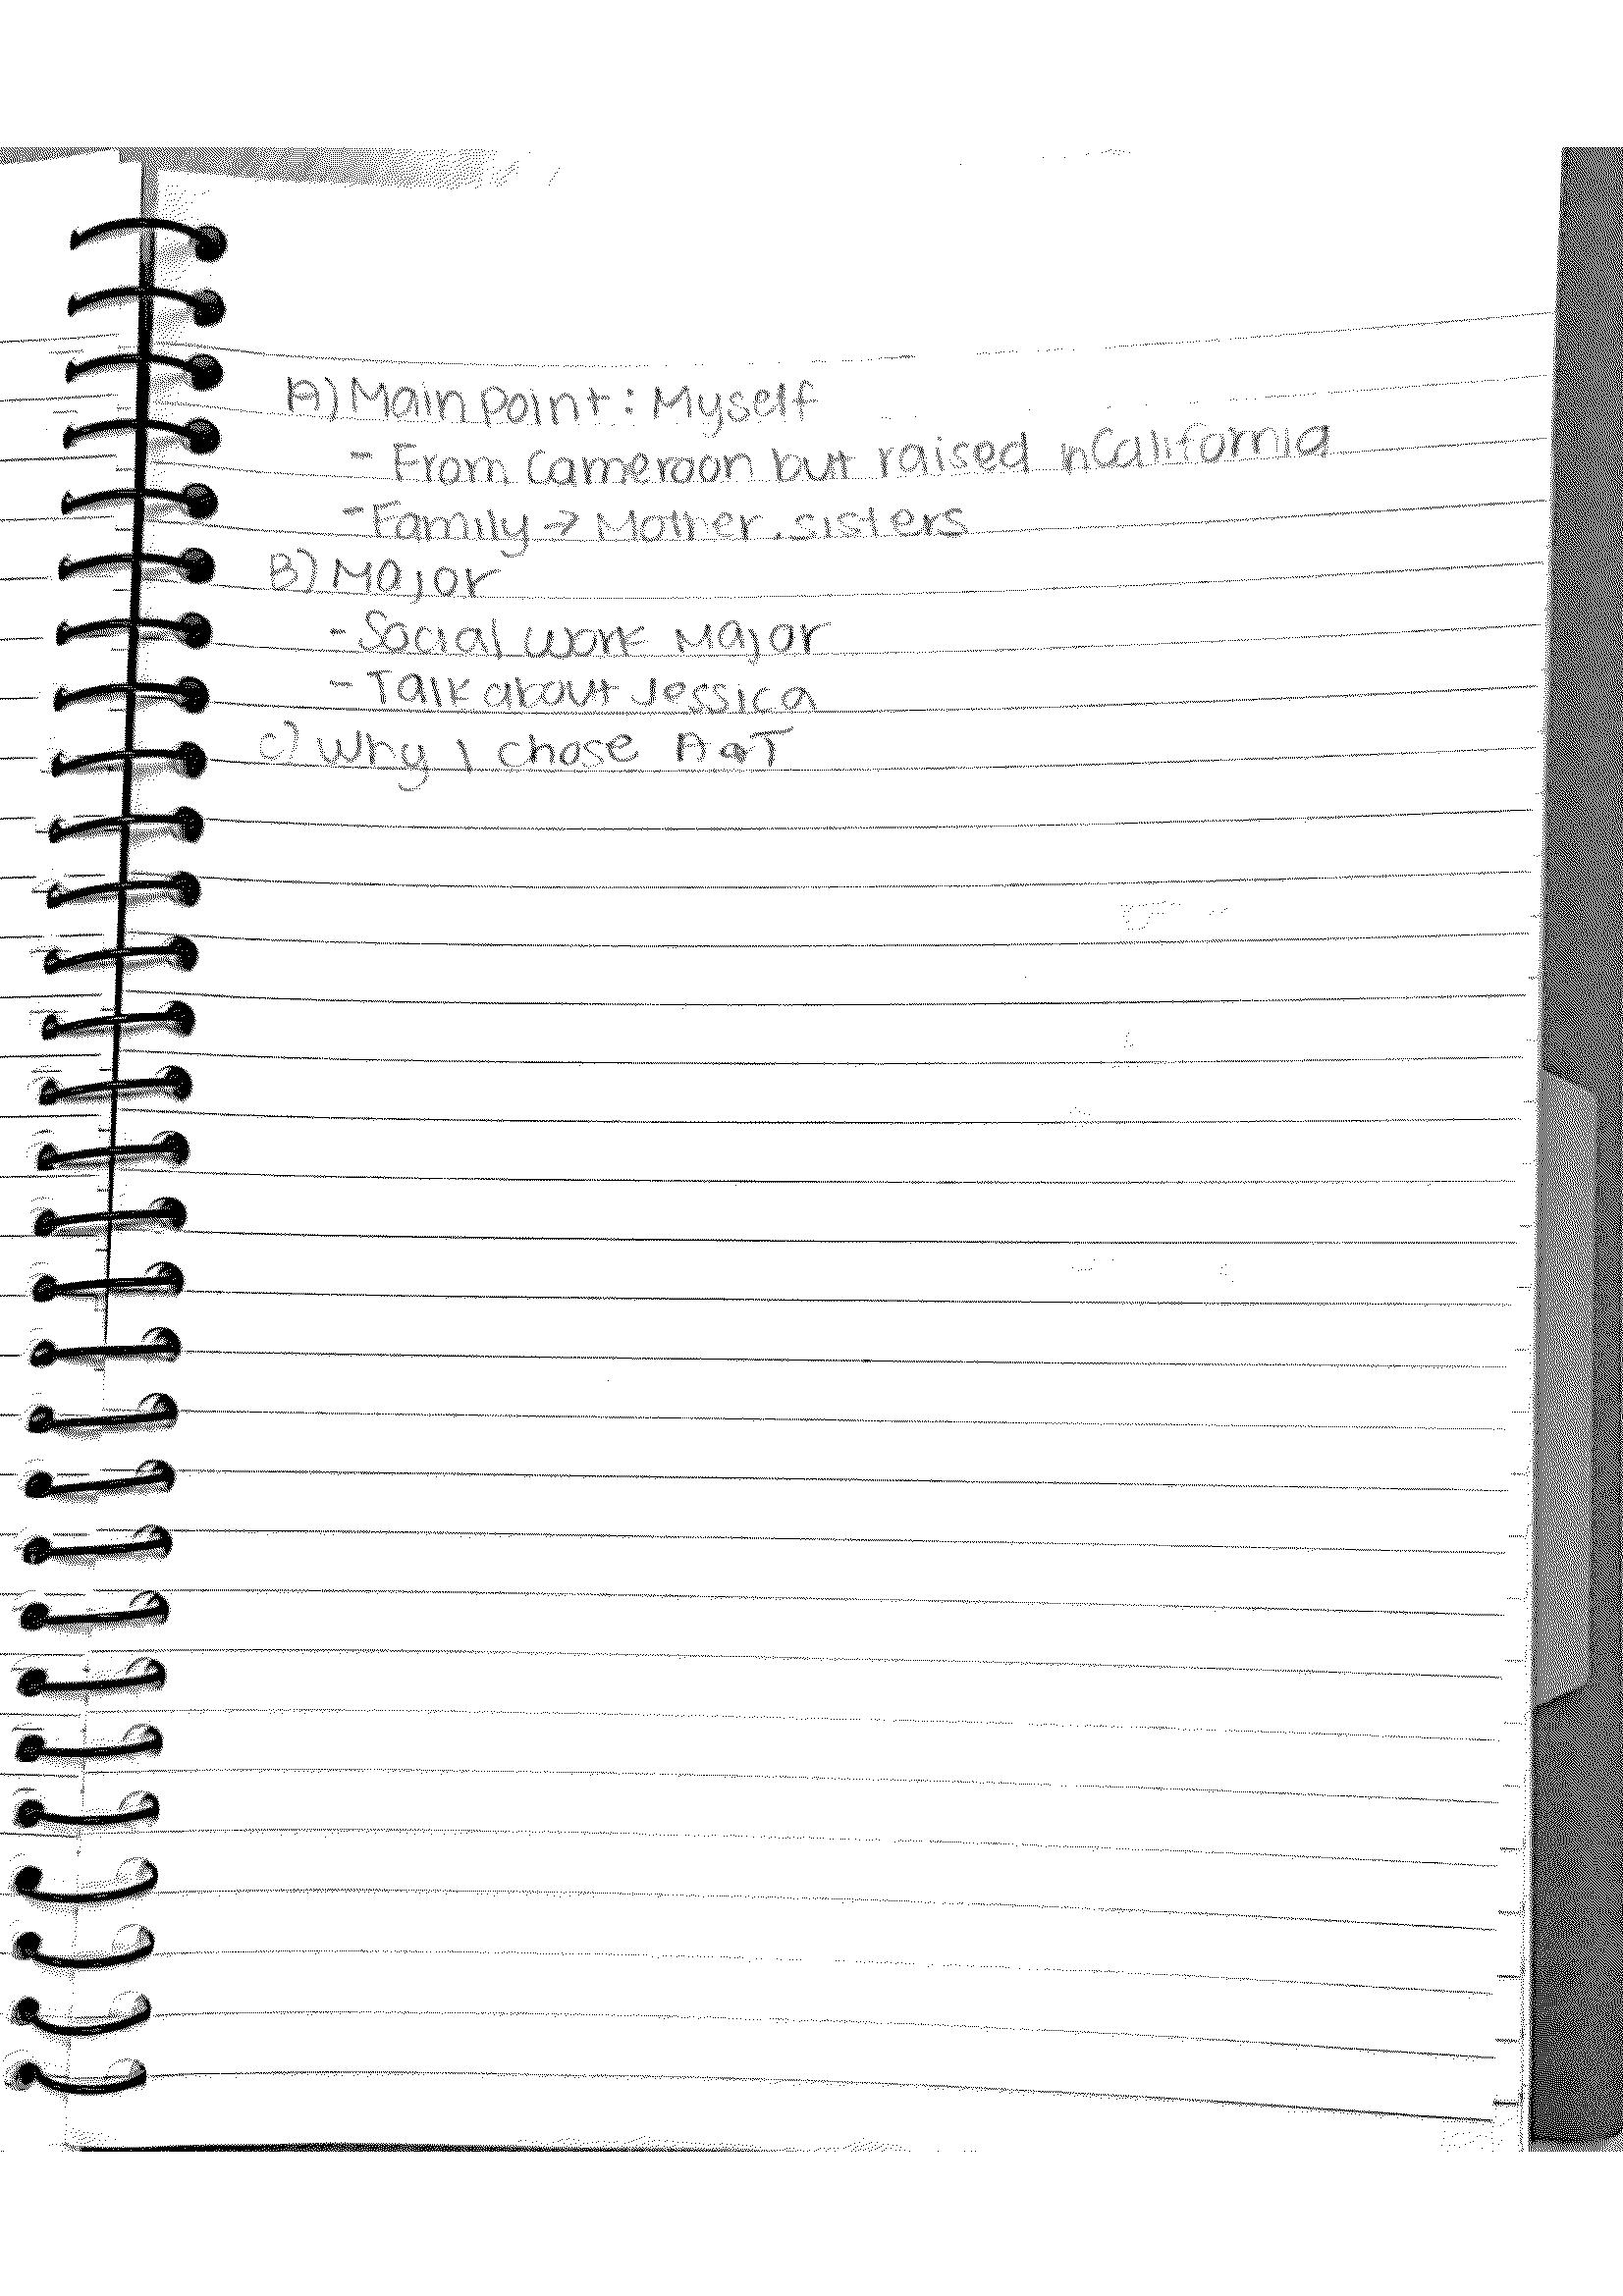 A) Main point: Myself
- From Cameroon but raised in California
- Family → Mother, sisters
B) Major
- Social work Major
- Talk about Jessica
C) Why I chose A&T